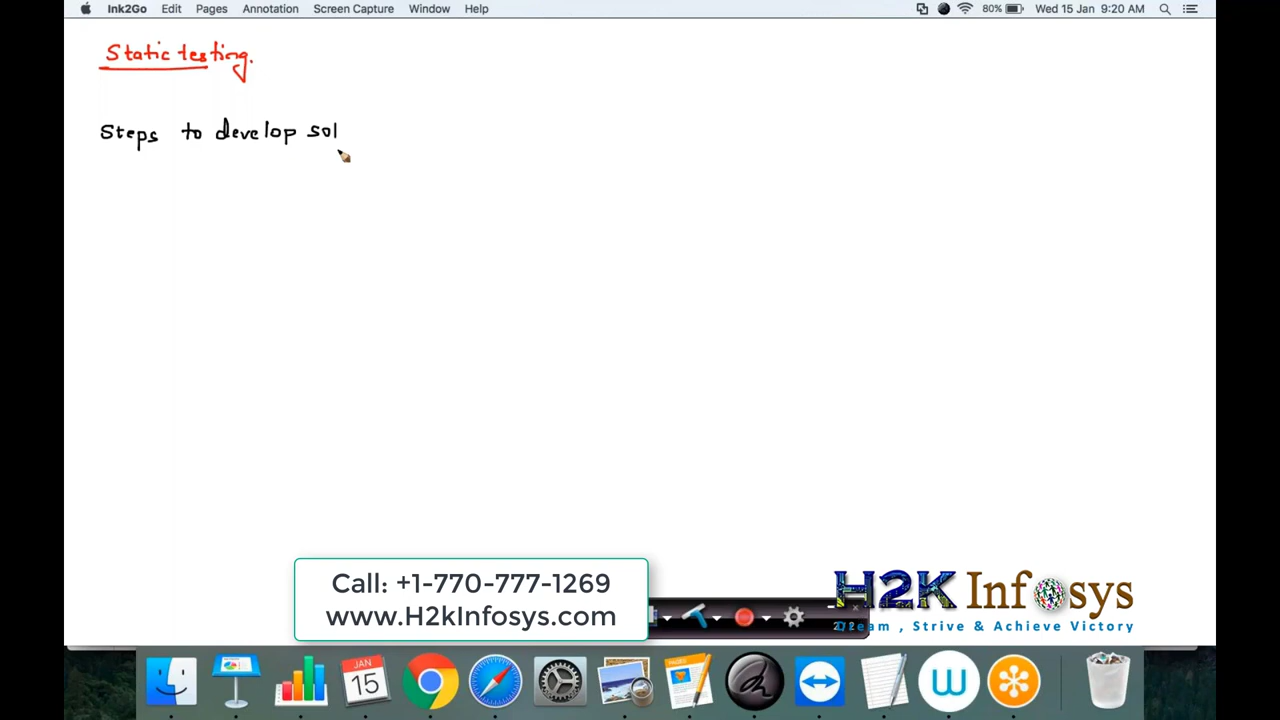 Ink2Go Edit Pages Annotation Screen Capture Window Help 80% Wed 15 Jan 9:20 AM
Static testing.
Steps to develop sol
Call: +1-770-777-1269
www.H2kInfosys.com
H2K Infosys
Dream , Strive & Achieve Victory
JAN
15
PAGES
W